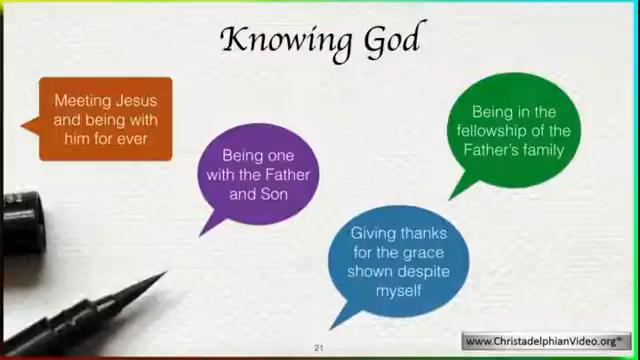 Knowing God
Meeting Jesus
and being with
him for ever
Being one
with the Father
and Son
Being in the
fellowship of the
Father's family
Giving thanks
for the grace
shown despite
myself
21
www.ChristadelphianVideo.org®